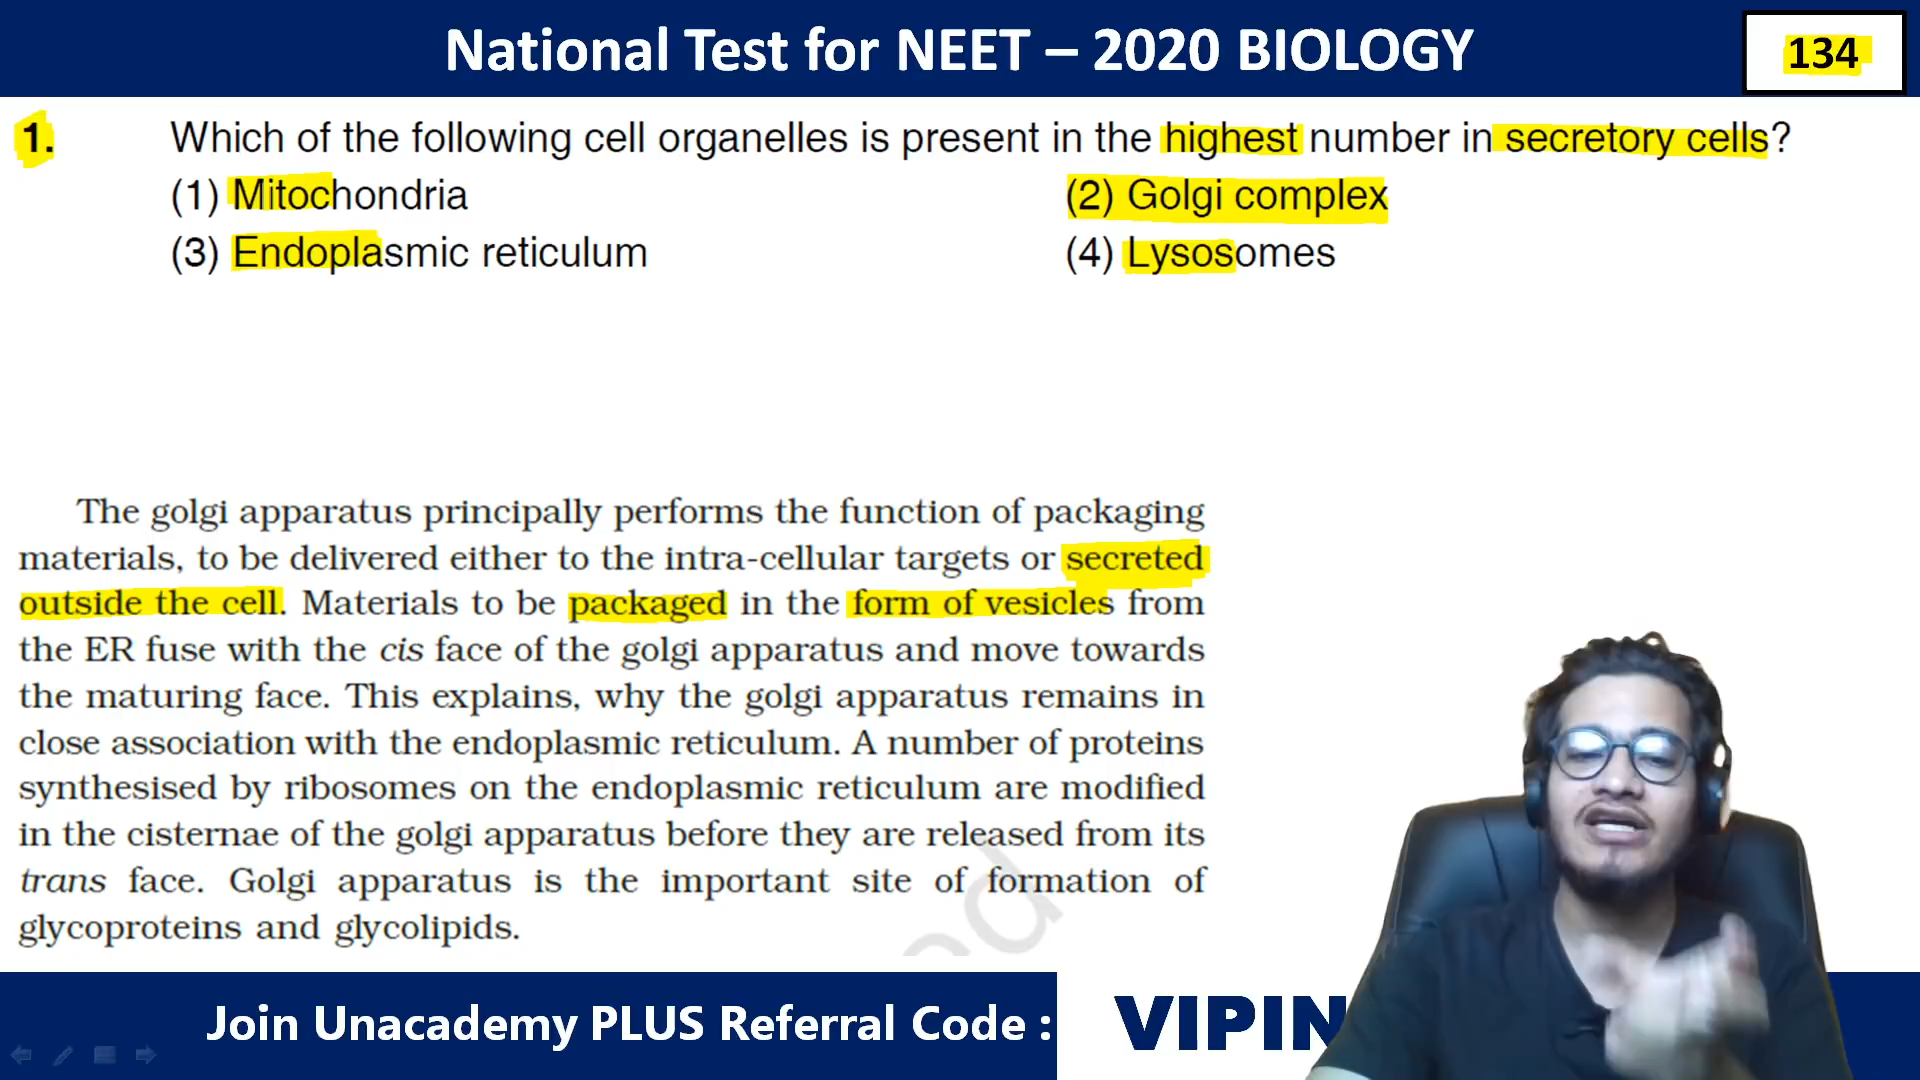 National Test for NEET – 2020 BIOLOGY
134
1. Which of the following cell organelles is present in the highest number in secretory cells?
(1) Mitochondria (2) Golgi complex
(3) Endoplasmic reticulum (4) Lysosomes
The golgi apparatus principally performs the function of packaging
materials, to be delivered either to the intra-cellular targets or secreted
outside the cell. Materials to be packaged in the form of vesicles from
the ER fuse with the cis face of the golgi apparatus and move towards
the maturing face. This explains, why the golgi apparatus remains in
close association with the endoplasmic reticulum. A number of proteins
synthesised by ribosomes on the endoplasmic reticulum are modified
in the cisternae of the golgi apparatus before they are released from its
trans face. Golgi apparatus is the important site of formation of
glycoproteins and glycolipids.
Join Unacademy PLUS Referral Code : VIPIN